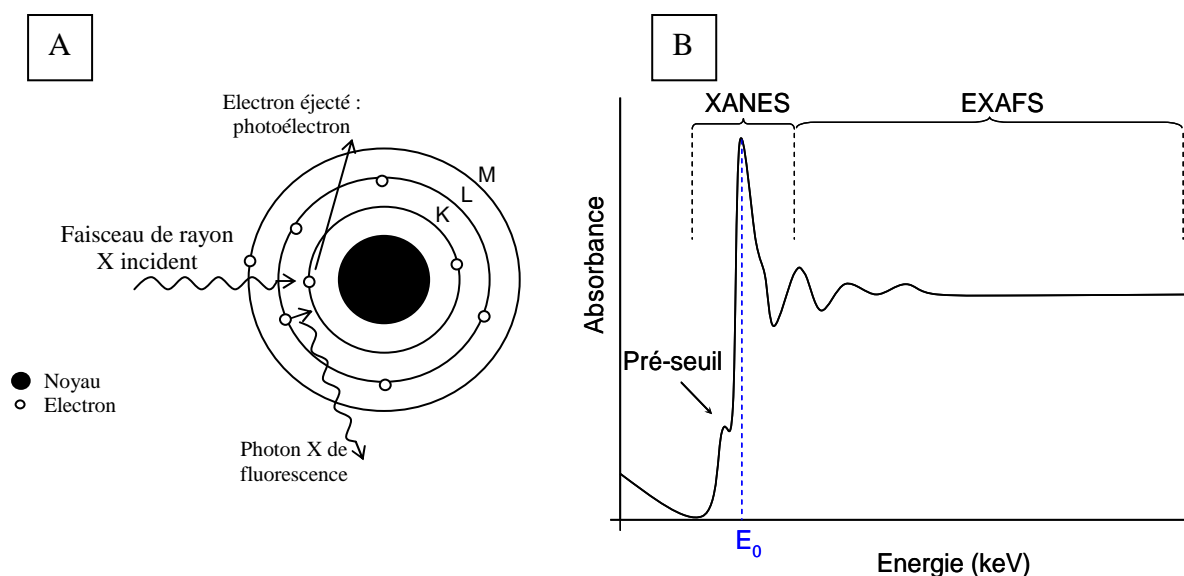 A
Electron éjecté :
photoélectron
M
L
K
Faisceau de rayon
X incident
Noyau
Electron
Photon X de
fluorescence
B
XANES
EXAFS
Absorbance
Pré-seuil
E₀
Energie (keV)